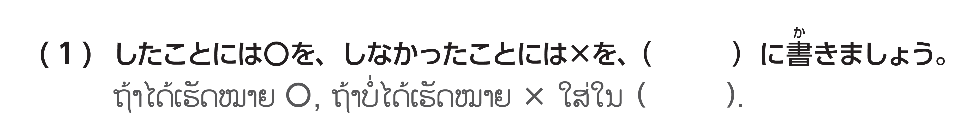 (1) したことには○を、しなかったことには×を、(　　)に書きましょう。
ຖ້າໄດ້ເຮັດໝາຍ ○, ຖ້າບໍ່ໄດ້ເຮັດໝາຍ × ໃສ່ໃນ (　　).